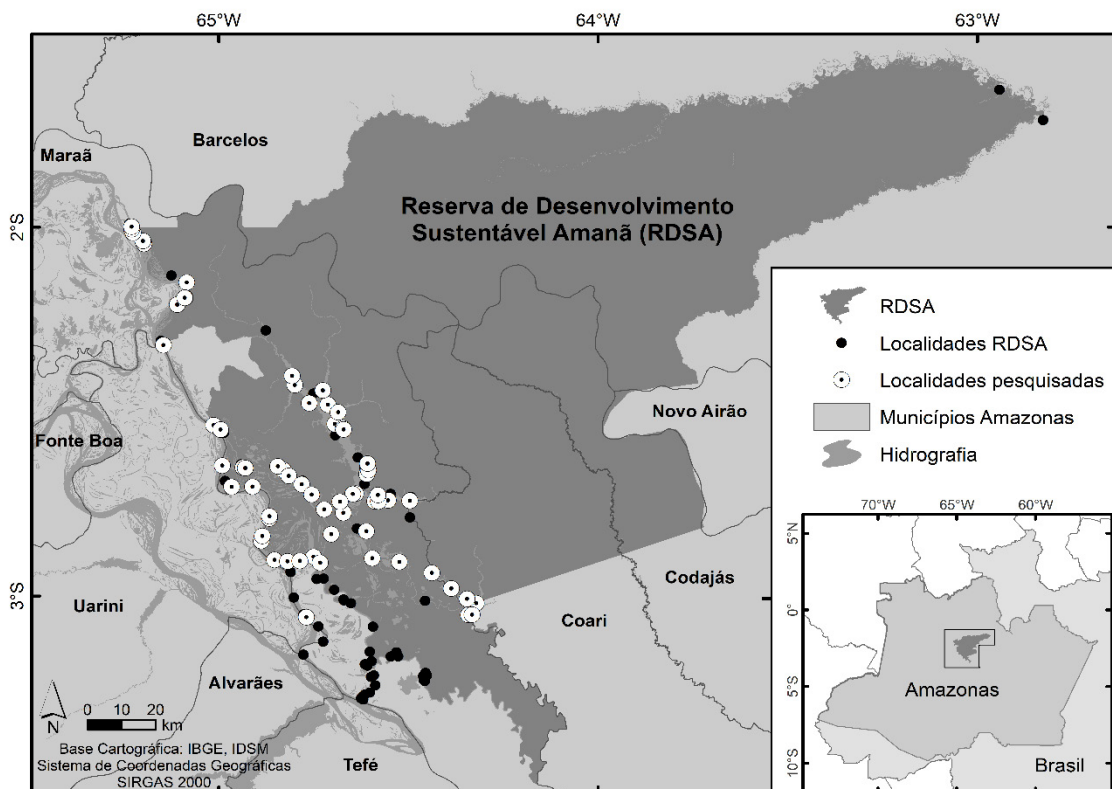 65°W
64°W
63°W
Barcelos
Maraã
Reserva de Desenvolvimento
Sustentável Amanã (RDSA)
2°S
RDSA
Localidades RDSA
Localidades pesquisadas
Municípios Amazonas
Hidrografia
Novo Airão
Fonte Boa
70°W
65°W
60°W
5°N
Codajás
3°S
Uarini
Coari
0°
Alvarães
Amazonas
5°S
N
0 10 20
km
Base Cartográfica: IBGE, IDSM
Sistema de Coordenadas Geográficas
SIRGAS 2000
Tefé
10°S
Brasil